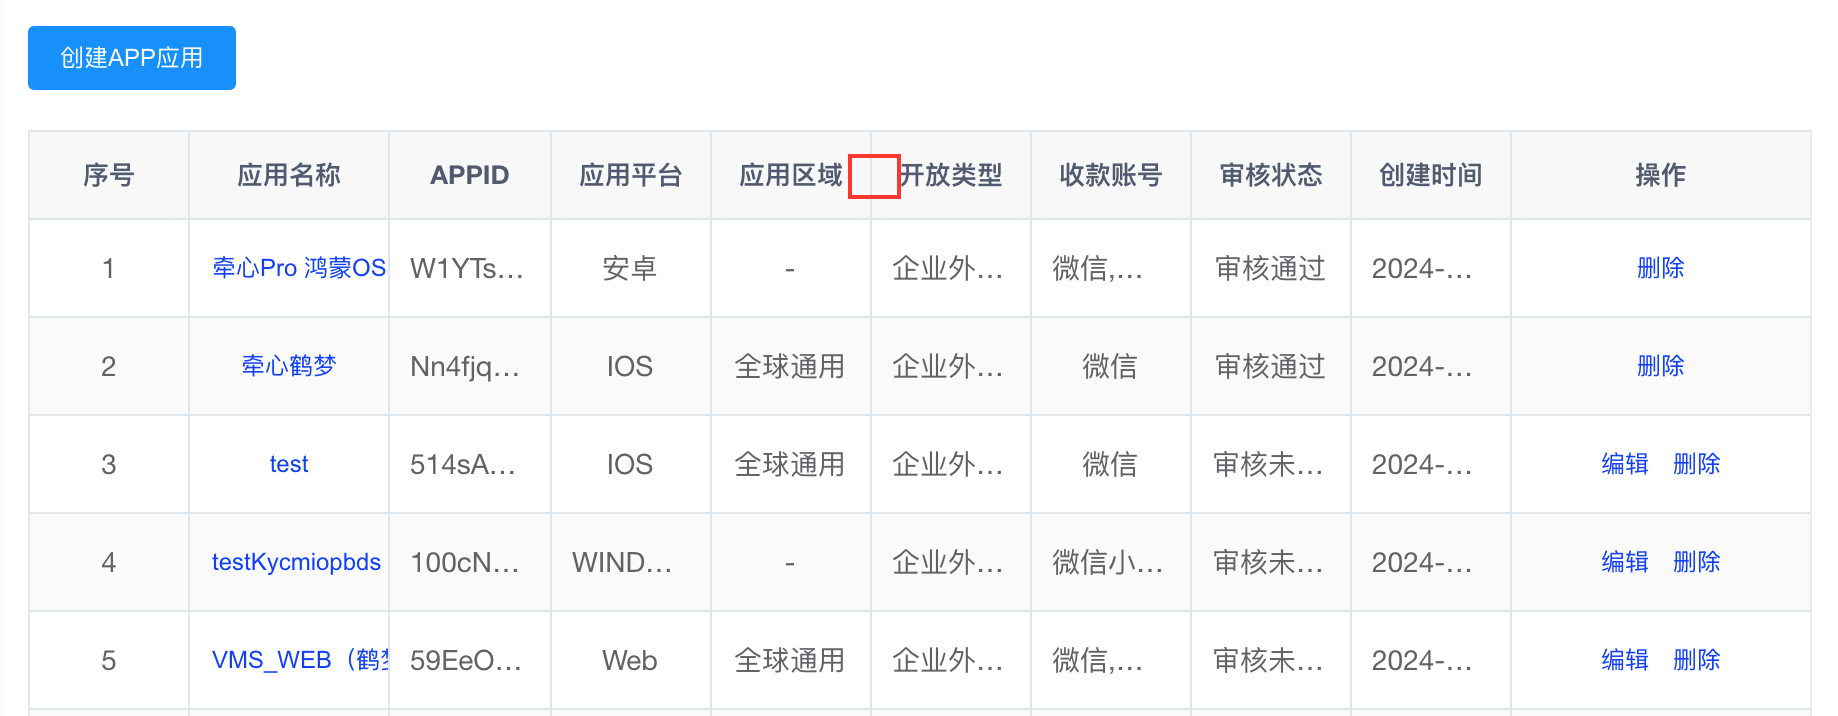 创建APP应用
序号 应用名称 APPID 应用平台 应用区域 开放类型 收款账号 审核状态 创建时间 操作
1 牵心Pro 鸿蒙OS W1YTs... 安卓 - 企业外... 微信,... 审核通过 2024-... 删除
2 牵心鹤梦 Nn4fjq... IOS 全球通用 企业外... 微信 审核通过 2024-... 删除
3 test 514sA... IOS 全球通用 企业外... 微信 审核未... 2024-... 编辑 删除
4 testKycmiopbds 100cN... WIND... - 企业外... 微信小... 审核未... 2024-... 编辑 删除
5 VMS_WEB（鹤梦 59EeO... Web 全球通用 企业外... 微信,... 审核未... 2024-... 编辑 删除